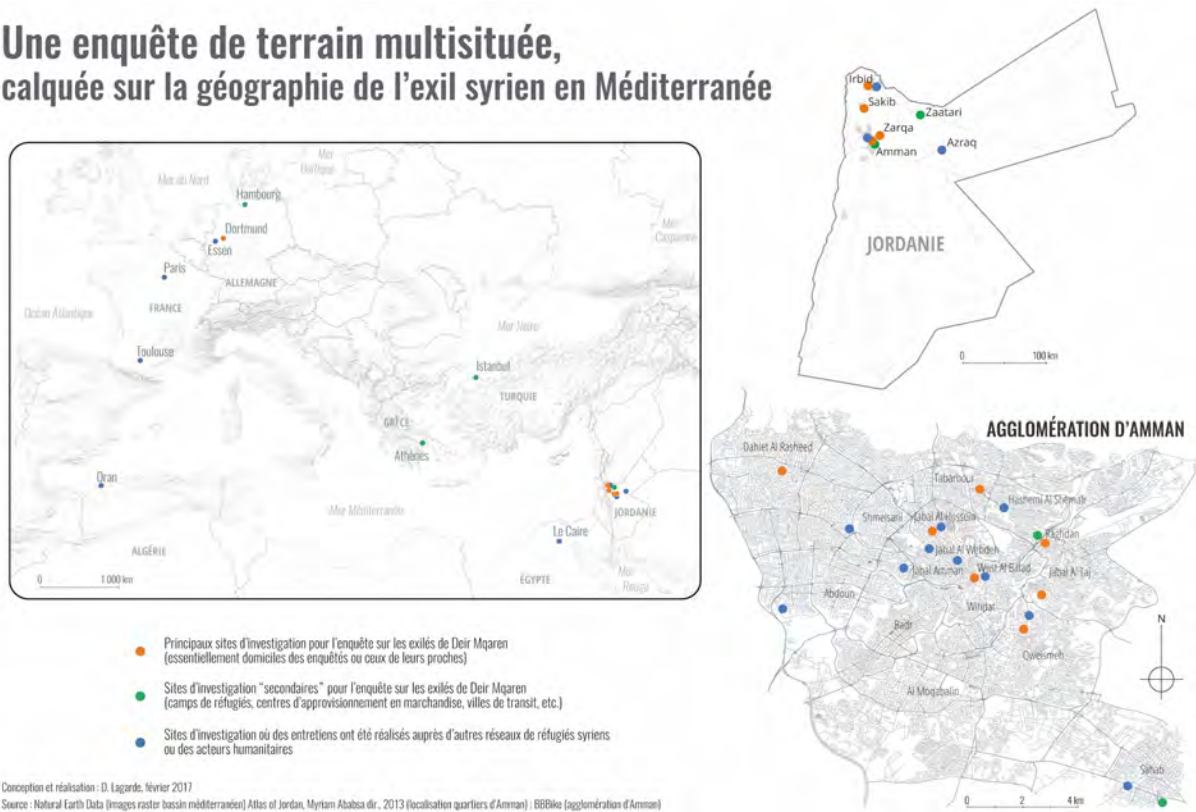 Une enquête de terrain multisituée,
calquée sur la géographie de l'exil syrien en Méditerranée
Mer du Nord
Mer
Baltique
Hambourg
Dortmund
Essen
Paris
ALLEMAGNE
FRANCE
Océan Atlantique
Mer
Caspienne
Mer Noire
Toulouse
Istanbul
TURQUIE
GRÈCE
Athènes
Oran
Mer Méditerranée
JORDANIE
Le Caire
ALGÉRIE
ÉGYPTE
Mer
Rouge
0 1 000 km
Irbid
Sakib
Zaatari
Zarqa
Amman
Azraq
JORDANIE
0 100 km
AGGLOMÉRATION D'AMMAN
Dahiet Al Rasheed
Tabarbour
Hashemi Al Shemali
Shmeisani
Jabal Al Hussein
Raghdan
Jabal Al Webdeh
Jabal Amman
West Al Balad
Jabal Al Taj
Abdoun
Wihdat
Badr
Qweismeh
Al Moqabalin
Sahab
N
0 2 4 km
Principaux sites d'investigation pour l'enquête sur les exilés de Deir Mqaren
(essentiellement domiciles des enquêtés ou ceux de leurs proches)
Sites d'investigation "secondaires" pour l'enquête sur les exilés de Deir Mqaren
(camps de réfugiés, centres d'approvisionnement en marchandise, villes de transit, etc.)
Sites d'investigation où des entretiens ont été réalisés auprès d'autres réseaux de réfugiés syriens
ou des acteurs humanitaires
Conception et réalisation : D. Lagarde, février 2017
Source : Natural Earth Data (images raster bassin méditerranéen) Atlas of Jordan, Myriam Ababsa dir., 2013 (localisation quartiers d'Amman) ; BBBike (agglomération d'Amman)